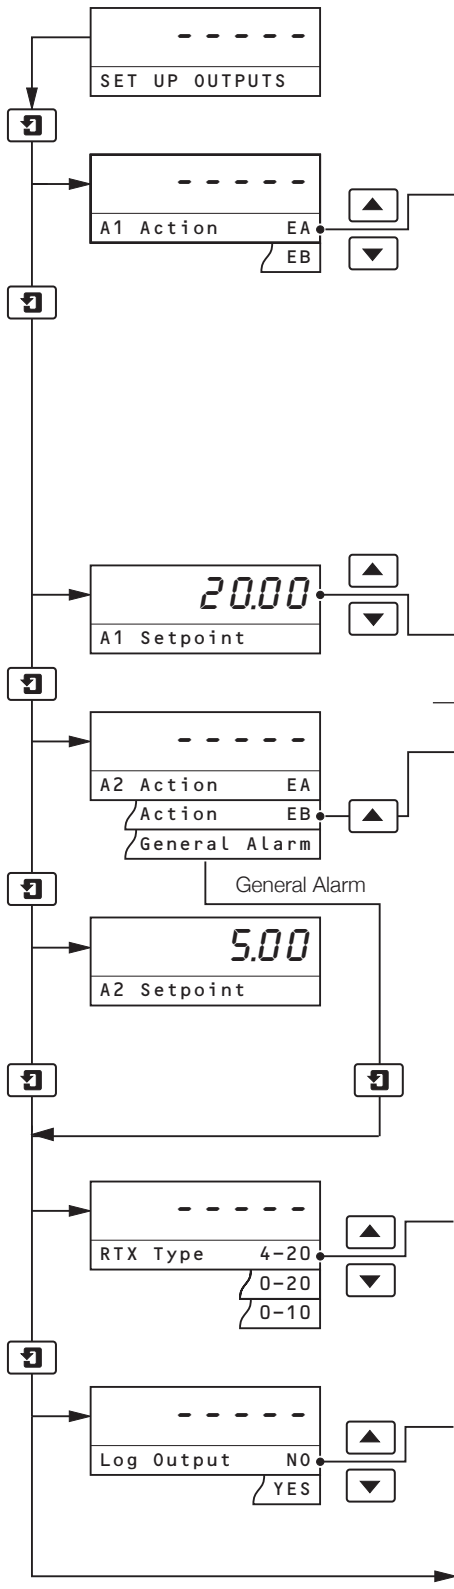 - - - - -
SET UP OUTPUTS
- - - - -
A1 Action EA
EB
20.00
A1 Setpoint
- - - - -
A2 Action EA
Action EB
General Alarm
General Alarm
5.00
A2 Setpoint
- - - - -
RTX Type 4-20
0-20
0-10
- - - - -
Log Output NO
YES